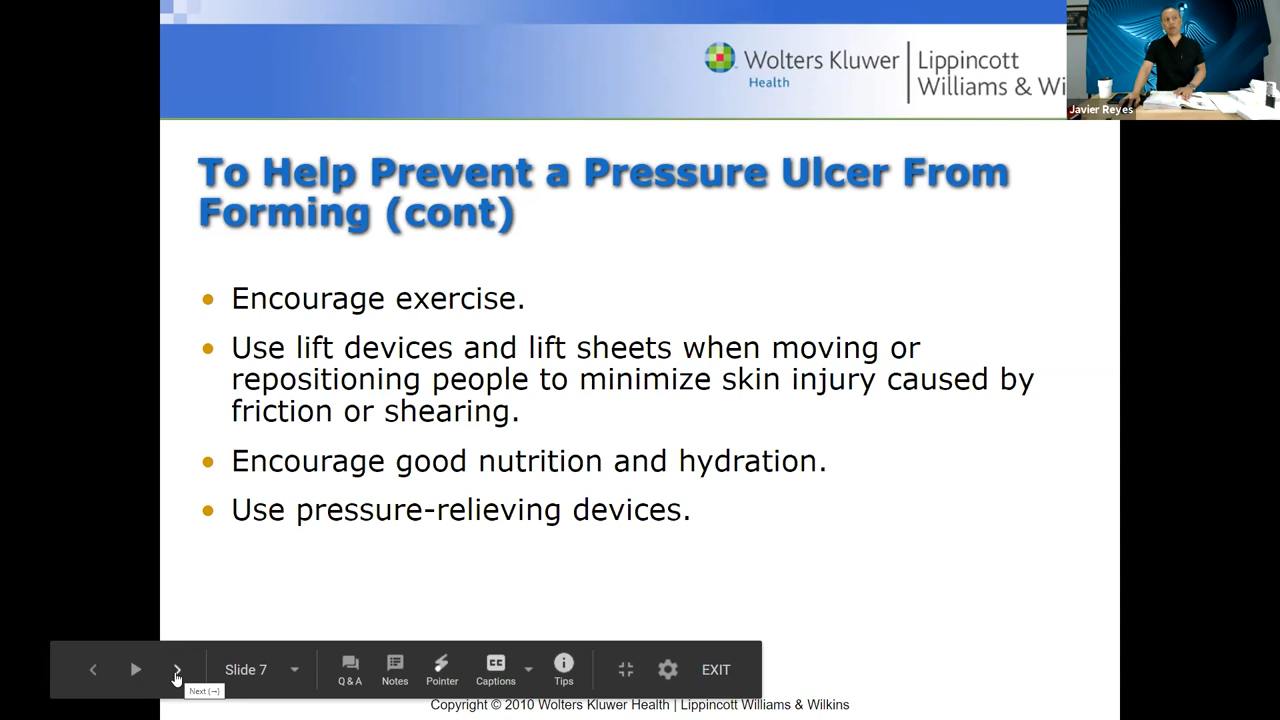 Wolters Kluwer
Health
Lippincott
Williams & Wi
Javier Reyes
To Help Prevent a Pressure Ulcer From
Forming (cont)
• Encourage exercise.
• Use lift devices and lift sheets when moving or
repositioning people to minimize skin injury caused by
friction or shearing.
• Encourage good nutrition and hydration.
• Use pressure-relieving devices.
Slide 7
Q & A
Notes
Pointer
CC
Captions
Tips
EXIT
Next (→)
Copyright © 2010 Wolters Kluwer Health | Lippincott Williams & Wilkins